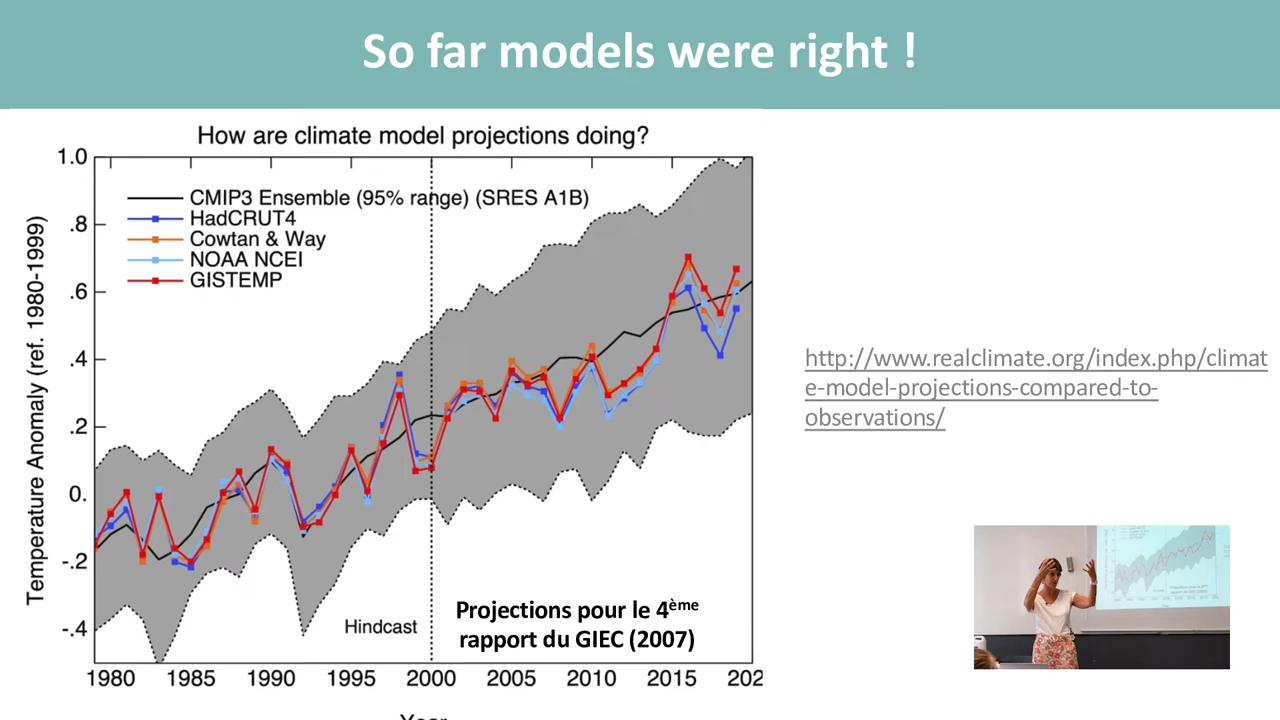 So far models were right !
How are climate model projections doing?
1.0
.8
.6
.4
.2
0.
-.2
-.4
Temperature Anomaly (ref. 1980-1999)
CMIP3 Ensemble (95% range) (SRES A1B)
HadCRUT4
Cowtan & Way
NOAA NCEI
GISTEMP
Hindcast
Projections pour le 4ème
rapport du GIEC (2007)
1980 1985 1990 1995 2000 2005 2010 2015 202
Year
http://www.realclimate.org/index.php/climat
e-model-projections-compared-to-
observations/